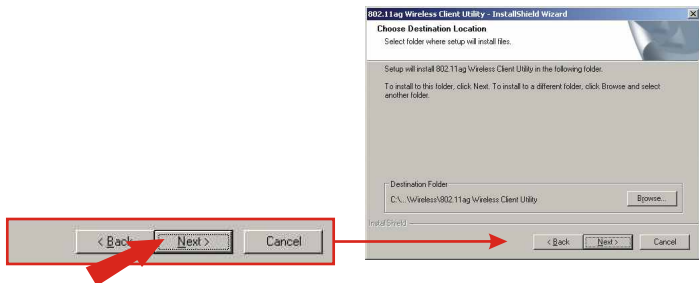 802.11ag Wireless Client Utility - InstallShield Wizard
Choose Destination Location
Select folder where setup will install files.
Setup will install 802.11ag Wireless Client Utility in the following folder.
To install to this folder, click Next. To install to a different folder, click Browse and select
another folder.
Destination Folder
C:\...\Wireless\802.11ag Wireless Client Utility
Browse...
InstallShield
< Back Next > Cancel
< Back Next > Cancel